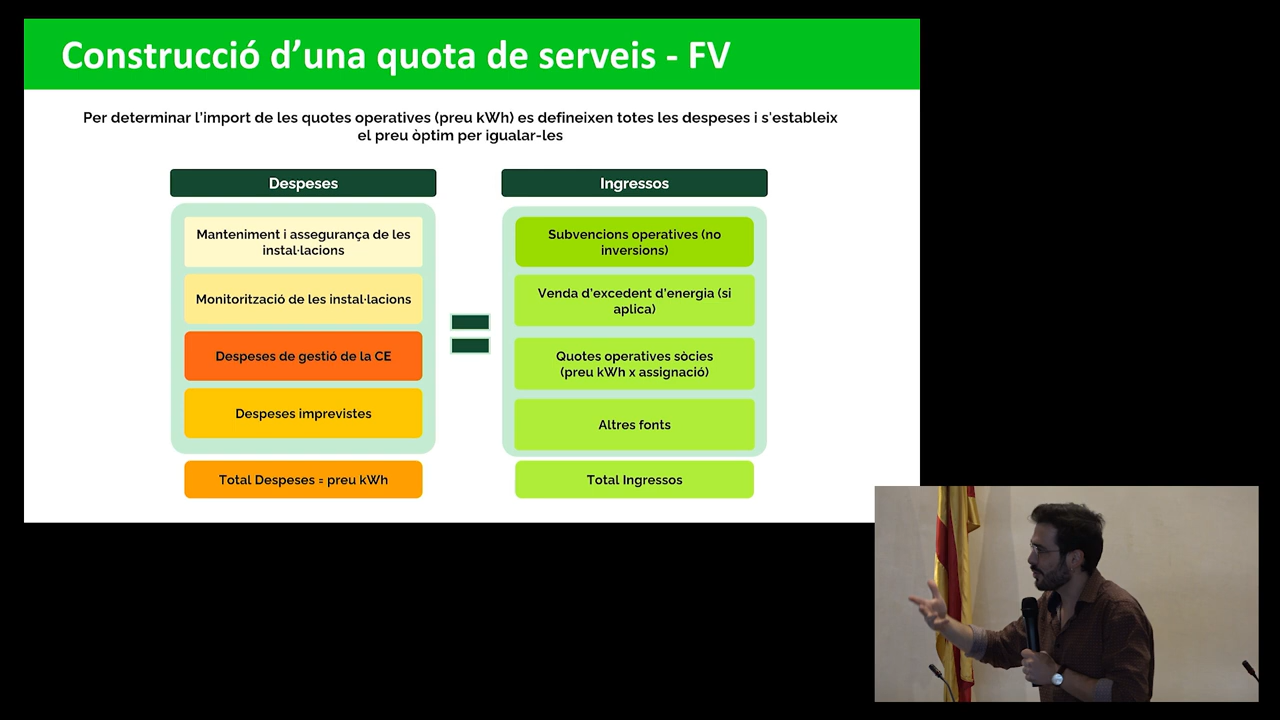 Construcció d’una quota de serveis - FV
Per determinar l'import de les quotes operatives (preu kWh) es defineixen totes les despeses i s'estableix
el preu òptim per igualar-les
Despeses
Manteniment i assegurança de les
instal·lacions
Monitorització de les instal·lacions
Despeses de gestió de la CE
Despeses imprevistes
Total Despeses = preu kWh
Ingressos
Subvencions operatives (no
inversions)
Venda d'excedent d'energia (si
aplica)
Quotes operatives sòcies
(preu kWh x assignació)
Altres fonts
Total Ingressos